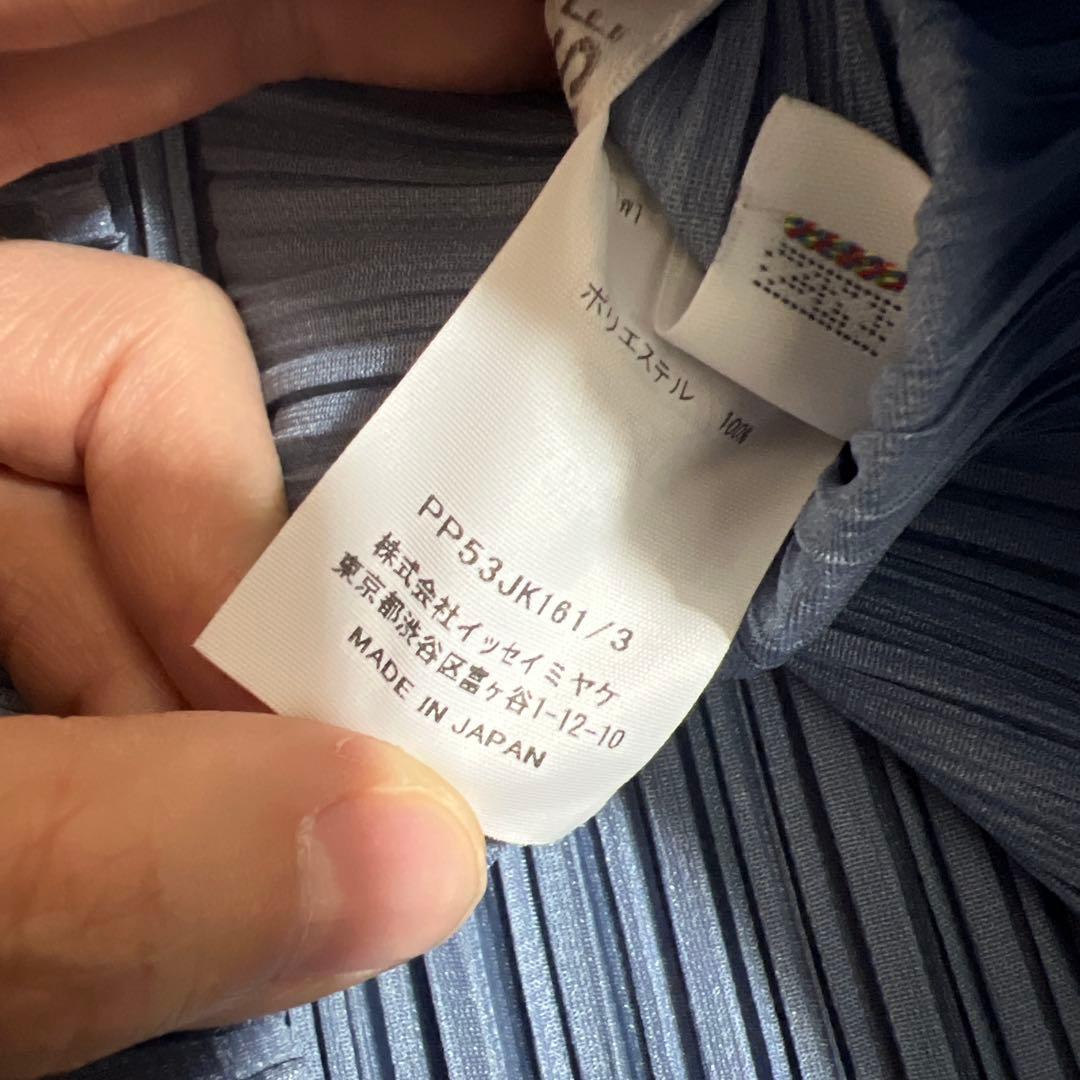 ポリエステル 100%
PP53JK161/3
株式会社イッセイミヤケ
東京都渋谷区富ヶ谷1-12-10
MADE IN JAPAN